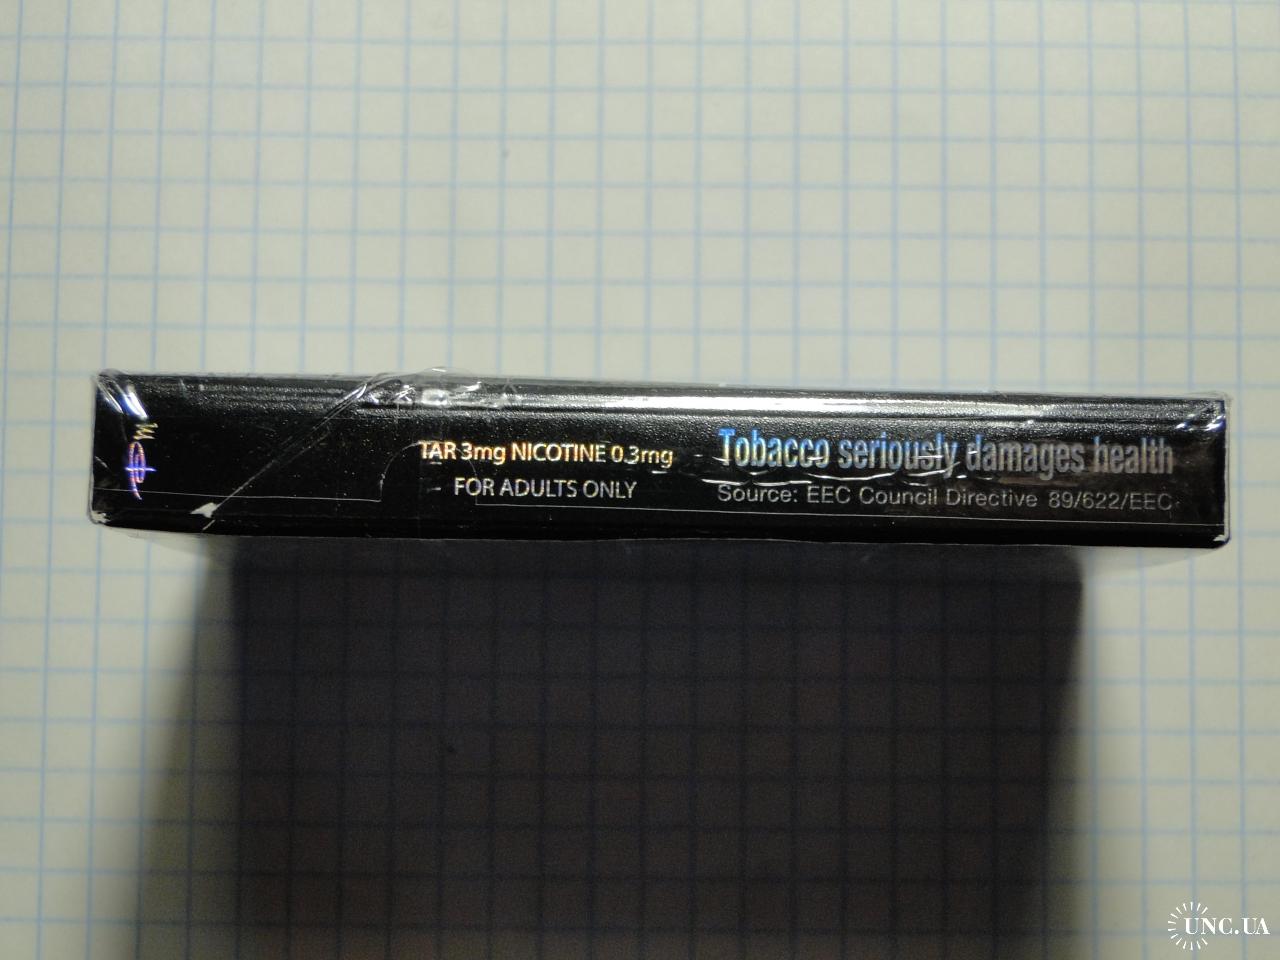 TAR 3mg NICOTINE 0.3mg
FOR ADULTS ONLY
Tobacco seriously damages health
Source: EEC Council Directive 89/622/EEC
UNC.UA